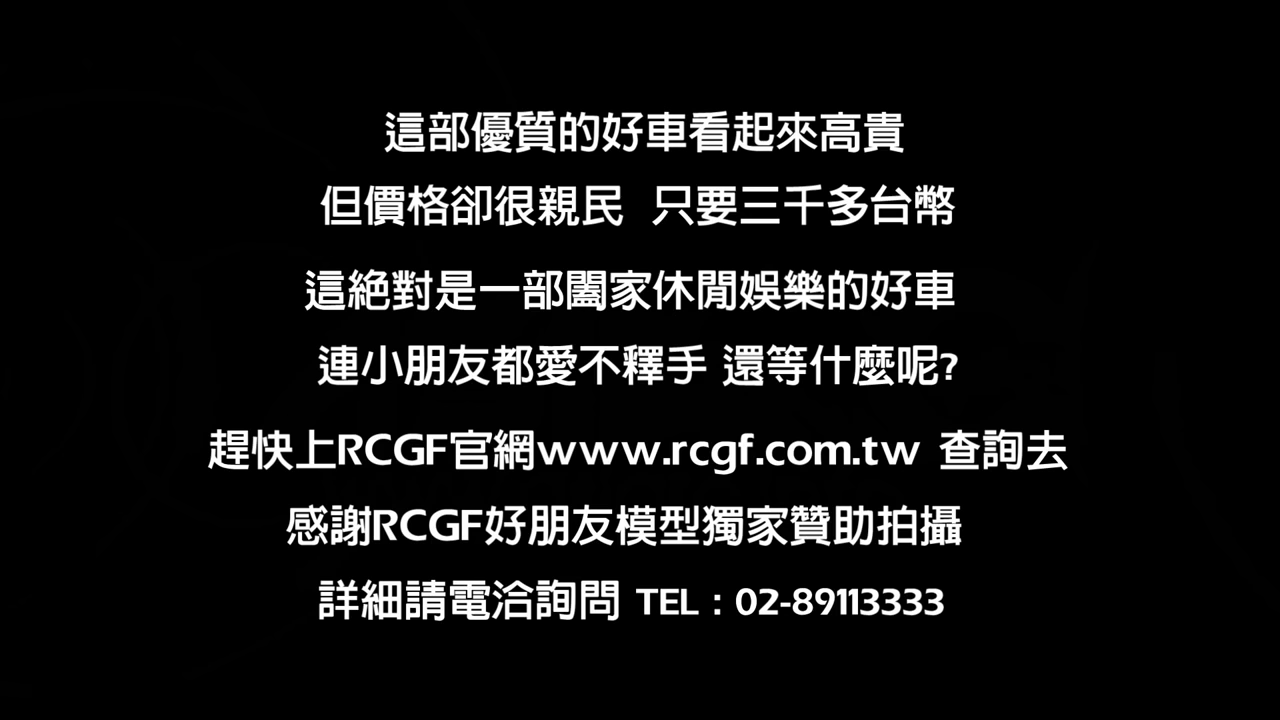 這部優質的好車看起來高貴
但價格卻很親民 只要三千多台幣
這絕對是一部闔家休閒娛樂的好車
連小朋友都愛不釋手 還等什麼呢?
趕快上RCGF官網www.rcgf.com.tw 查詢去
感謝RCGF好朋友模型獨家贊助拍攝
詳細請電洽詢問 TEL : 02-89113333